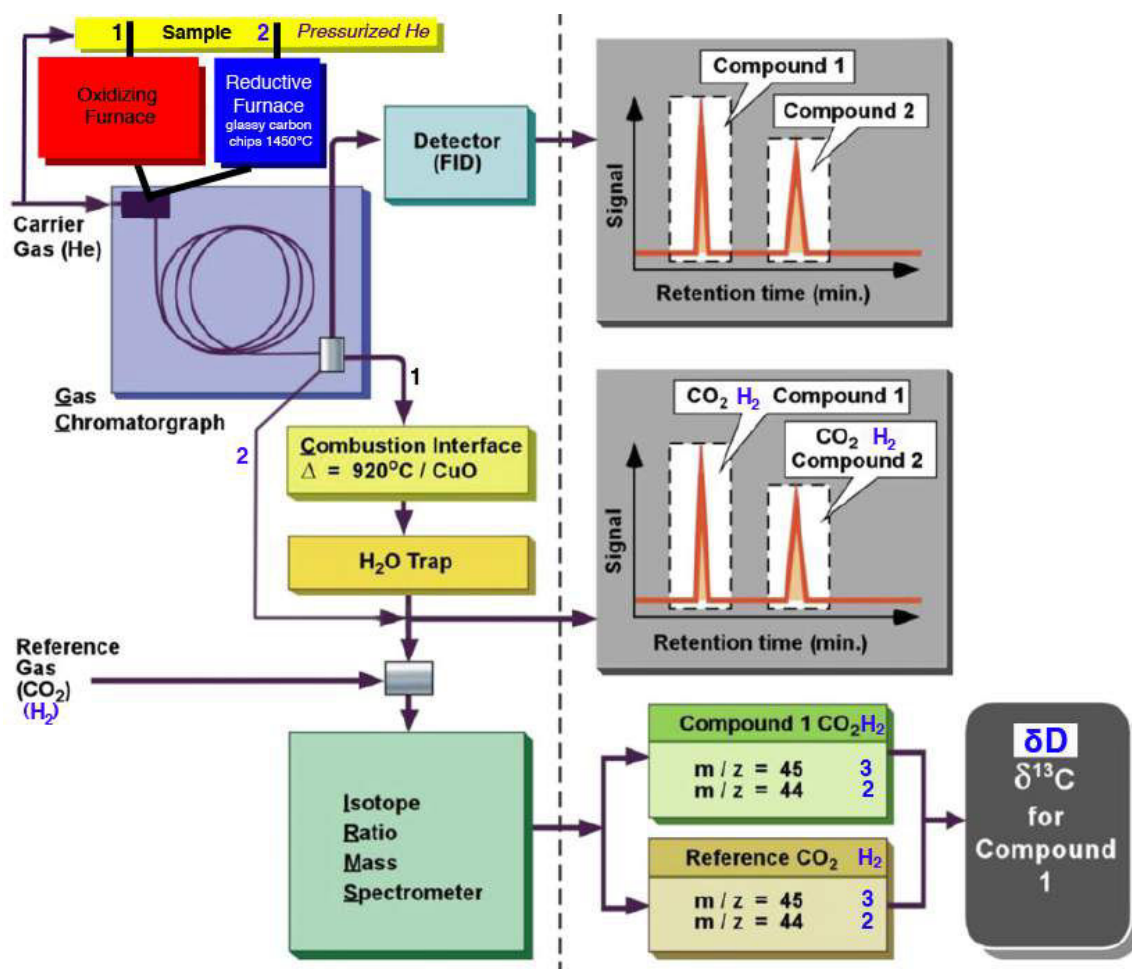 1 Sample 2 Pressurized He
Oxidizing
Furnace
Reductive
Furnace
glassy carbon
chips 1450°C
Carrier
Gas (He)
Detector
(FID)
Compound 1
Compound 2
Signal
Retention time (min.)
Gas
Chromatorgraph
1
2
Combustion Interface
Δ = 920°C / CuO
H₂O Trap
CO₂ H₂ Compound 1
CO₂ H₂
Compound 2
Signal
Retention time (min.)
Reference
Gas
(CO₂)
(H₂)
Isotope
Ratio
Mass
Spectrometer
Compound 1 CO₂H₂
m / z = 45 3
m / z = 44 2
Reference CO₂ H₂
m / z = 45 3
m / z = 44 2
δD
δ¹³C
for
Compound
1